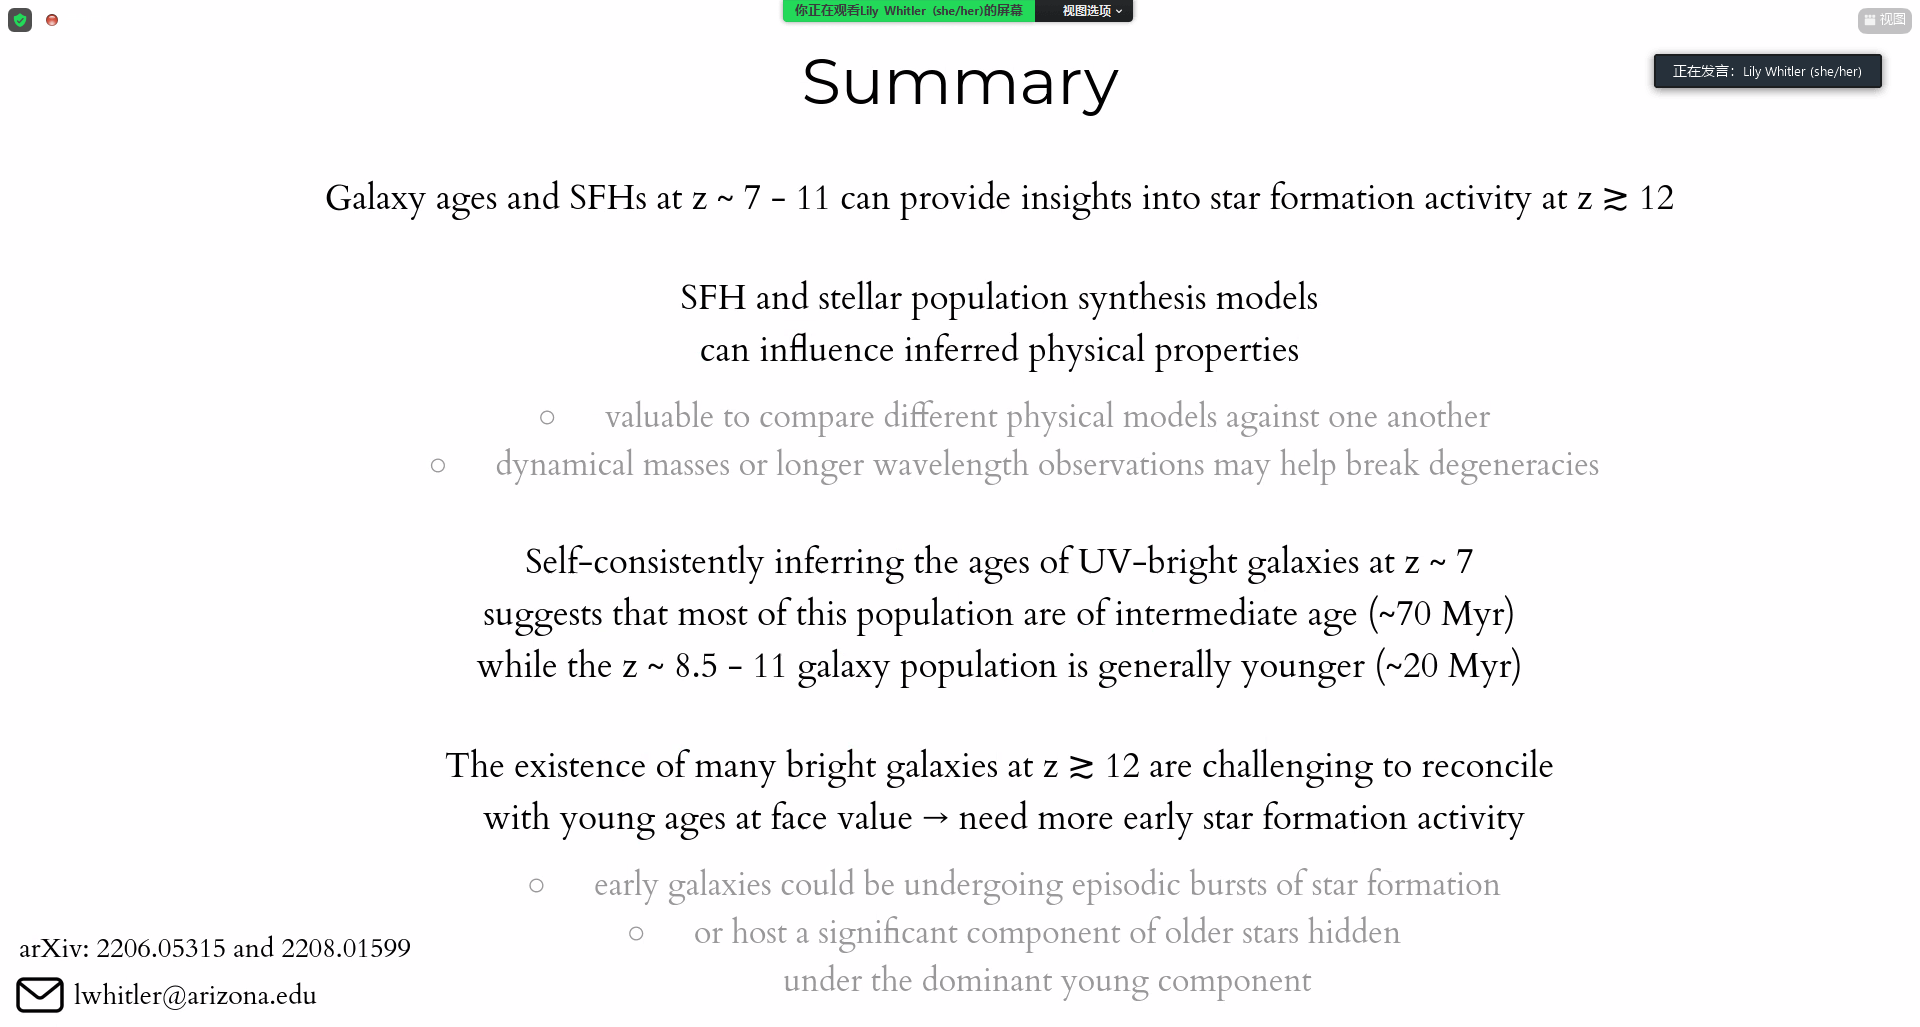 你正在观看Lily Whitler (she/her)的屏幕 视图选项
视图
Summary
正在发言: Lily Whitler (she/her)
Galaxy ages and SFHs at z ~ 7 - 11 can provide insights into star formation activity at z ≳ 12
SFH and stellar population synthesis models
can influence inferred physical properties
○ valuable to compare different physical models against one another
○ dynamical masses or longer wavelength observations may help break degeneracies
Self-consistently inferring the ages of UV-bright galaxies at z ~ 7
suggests that most of this population are of intermediate age (~70 Myr)
while the z ~ 8.5 - 11 galaxy population is generally younger (~20 Myr)
The existence of many bright galaxies at z ≳ 12 are challenging to reconcile
with young ages at face value → need more early star formation activity
○ early galaxies could be undergoing episodic bursts of star formation
○ or host a significant component of older stars hidden
under the dominant young component
arXiv: 2206.05315 and 2208.01599
lwhitler@arizona.edu